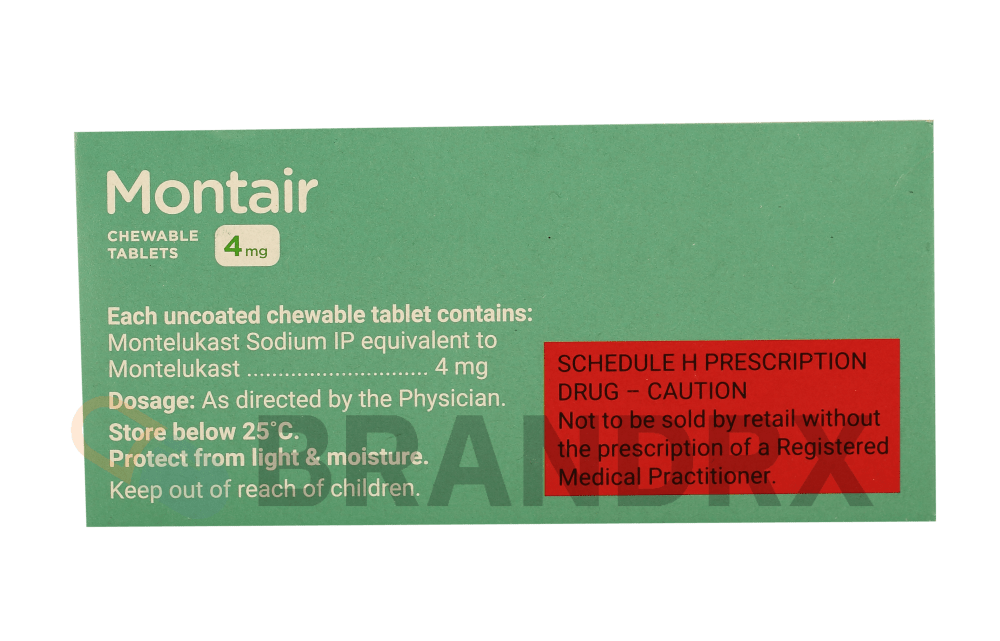 Montair
CHEWABLE
TABLETS
4 mg
Each uncoated chewable tablet contains:
Montelukast Sodium IP equivalent to
Montelukast ............................ 4 mg
Dosage: As directed by the Physician.
Store below 25°C.
Protect from light & moisture.
Keep out of reach of children.
SCHEDULE H PRESCRIPTION
DRUG – CAUTION
Not to be sold by retail without
the prescription of a Registered
Medical Practitioner.
BRANDRX